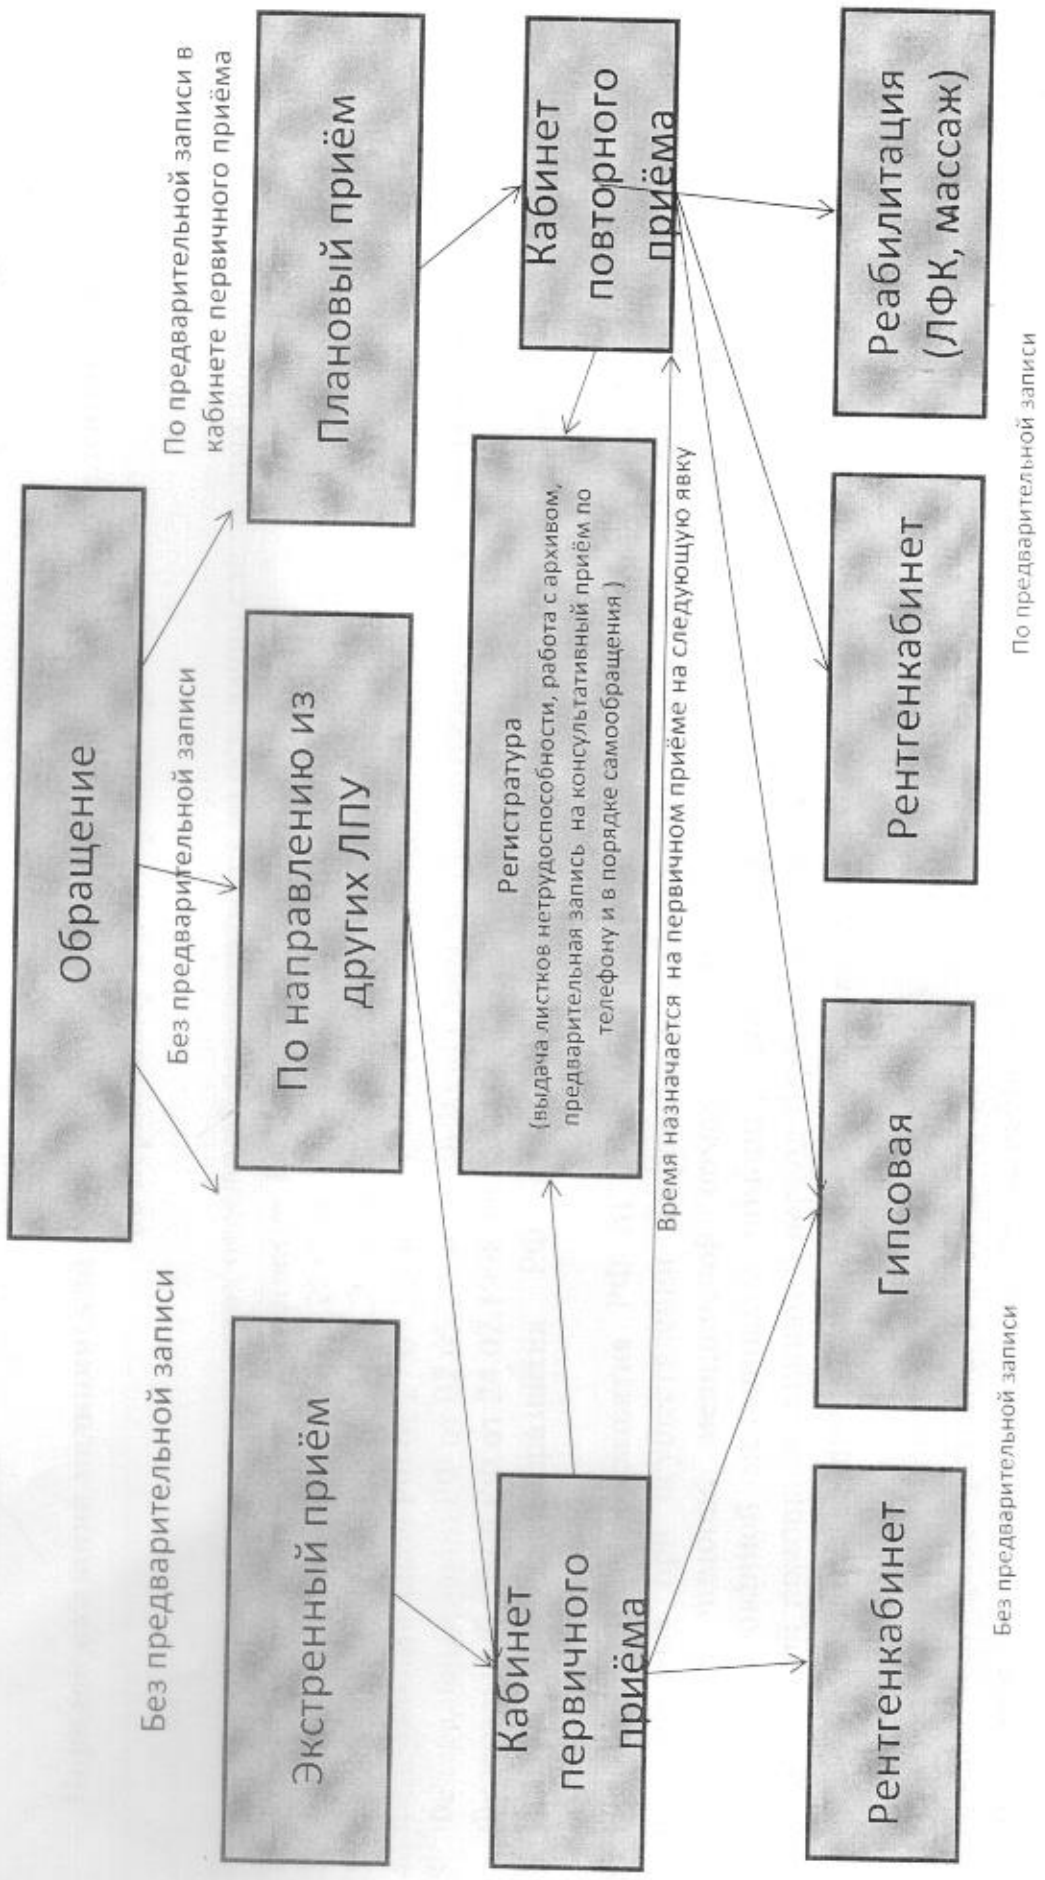 Обращение
Без предварительной записи
Без предварительной записи
По предварительной записи в
кабинете первичного приёма
Экстренный приём
По направлению из
других ЛПУ
Плановый приём
Кабинет
первичного
приёма
Регистратура
(выдача листков нетрудоспособности, работа с архивом,
предварительная запись на консультативный приём по
телефону и в порядке самообращения )
Кабинет
повторного
приёма
Время назначается на первичном приёме на следующую явку
Рентгенкабинет
Гипсовая
Рентгенкабинет
Реабилитация
(ЛФК, массаж)
Без предварительной записи
По предварительной записи